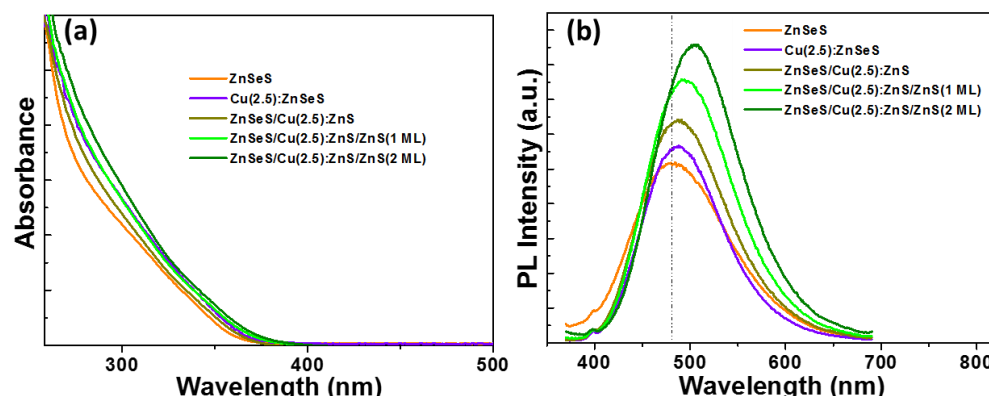 (a)
ZnSeS
Cu(2.5):ZnSeS
ZnSeS/Cu(2.5):ZnS
ZnSeS/Cu(2.5):ZnS/ZnS(1 ML)
ZnSeS/Cu(2.5):ZnS/ZnS(2 ML)
Absorbance
300
400
500
Wavelength (nm)
(b)
ZnSeS
Cu(2.5):ZnSeS
ZnSeS/Cu(2.5):ZnS
ZnSeS/Cu(2.5):ZnS/ZnS(1 ML)
ZnSeS/Cu(2.5):ZnS/ZnS(2 ML)
PL Intensity (a.u.)
400
500
600
700
800
Wavelength (nm)